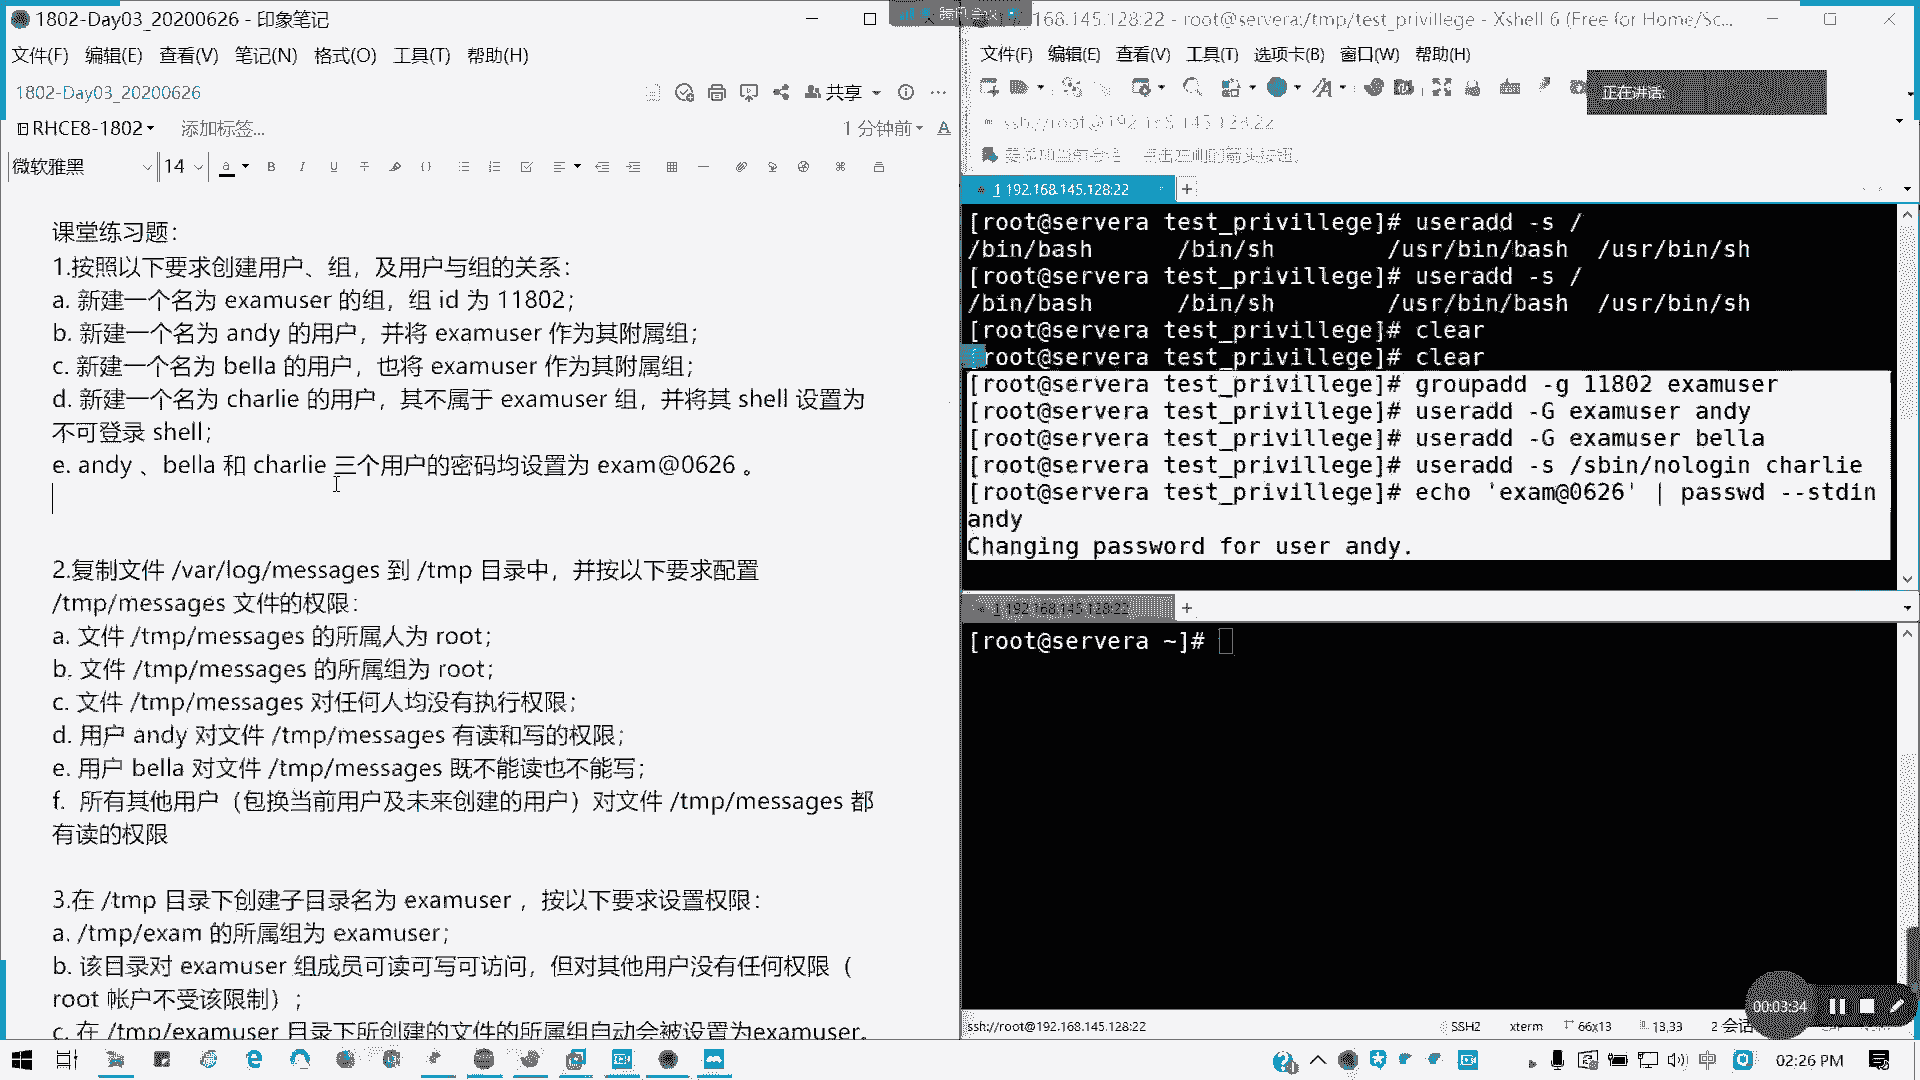 1802-Day03_20200626 - 印象笔记
文件(F) 编辑(E) 查看(V) 笔记(N) 格式(O) 工具(T) 帮助(H)
1802-Day03_20200626
共享
RHCE8-1802 添加标签...
1 分钟前
微软雅黑 14
课堂练习题：
1.按照以下要求创建用户、组，及用户与组的关系：
a. 新建一个名为 examuser 的组，组 id 为 11802；
b. 新建一个名为 andy 的用户，并将 examuser 作为其附属组；
c. 新建一个名为 bella 的用户，也将 examuser 作为其附属组；
d. 新建一个名为 charlie 的用户，其不属于 examuser 组，并将其 shell 设置为
不可登录 shell；
e. andy 、bella 和 charlie 三个用户的密码均设置为 exam@0626 。
2.复制文件 /var/log/messages 到 /tmp 目录中，并按以下要求配置
/tmp/messages 文件的权限：
a. 文件 /tmp/messages 的所属人为 root；
b. 文件 /tmp/messages 的所属组为 root；
c. 文件 /tmp/messages 对任何人均没有执行权限；
d. 用户 andy 对文件 /tmp/messages 有读和写的权限；
e. 用户 bella 对文件 /tmp/messages 既不能读也不能写；
f. 所有其他用户（包换当前用户及未来创建的用户）对文件 /tmp/messages 都
有读的权限
3.在 /tmp 目录下创建子目录名为 examuser ，按以下要求设置权限：
a. /tmp/exam 的所属组为 examuser；
b. 该目录对 examuser 组成员可读可写可访问，但对其他用户没有任何权限（
root 帐户不受该限制）；
c. 在 /tmp/examuser 目录下所创建的文件的所属组自动会被设置为examuser。
腾讯会议
168.145.128:22 - root@servera:/tmp/test_privillege - Xshell 6 (Free for Home/Sc...
文件(F) 编辑(E) 查看(V) 工具(T) 选项卡(B) 窗口(W) 帮助(H)
正在讲话:
ssh://root@192.168.145.128:22
要添加当前会话，点击左侧的箭头按钮。
1 192.168.145.128:22
[root@servera test_privillege]# useradd -s /
/bin/bash /bin/sh /usr/bin/bash /usr/bin/sh
[root@servera test_privillege]# useradd -s /
/bin/bash /bin/sh /usr/bin/bash /usr/bin/sh
[root@servera test_privillege]# clear
[root@servera test_privillege]# clear
[root@servera test_privillege]# groupadd -g 11802 examuser
[root@servera test_privillege]# useradd -G examuser andy
[root@servera test_privillege]# useradd -G examuser bella
[root@servera test_privillege]# useradd -s /sbin/nologin charlie
[root@servera test_privillege]# echo 'exam@0626' | passwd --stdin
andy
Changing password for user andy.
1 192.168.145.128:22
[root@servera ~]#
00:03:34
ssh://root@192.168.145.128:22 SSH2 xterm 66x13 13,33 2 会话
中 02:26 PM